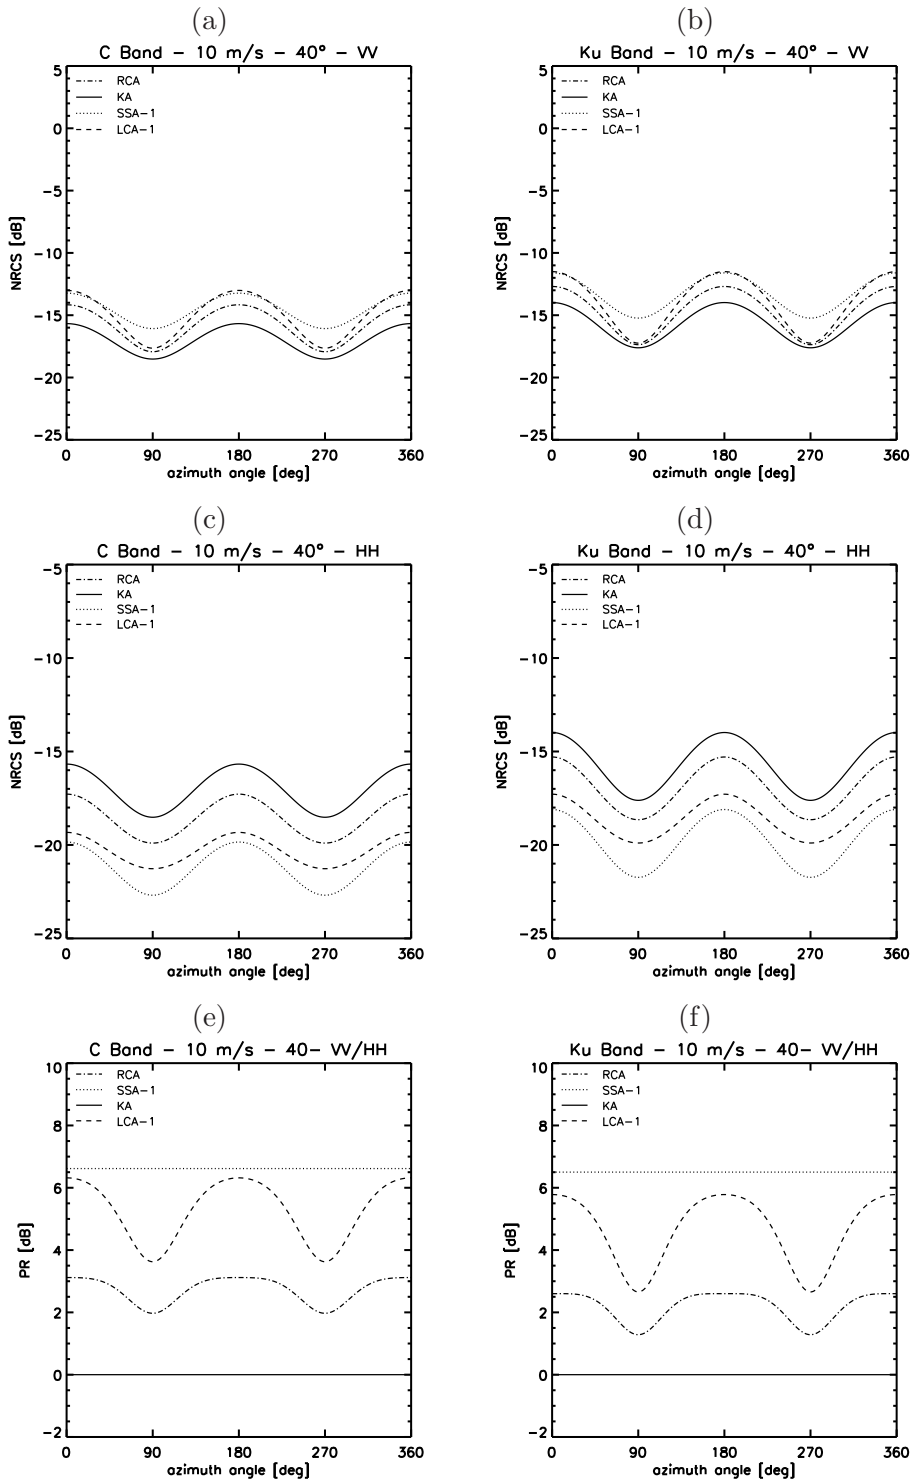 (a)
C Band − 10 m/s − 40° − VV
5
0
−5
−10
−15
−20
−25
NRCS [dB]
RCA
KA
SSA−1
LCA−1
0 90 180 270 360
azimuth angle [deg]
(b)
Ku Band − 10 m/s − 40° − VV
5
0
−5
−10
−15
−20
−25
NRCS [dB]
RCA
KA
SSA−1
LCA−1
0 90 180 270 360
azimuth angle [deg]
(c)
C Band − 10 m/s − 40° − HH
−5
−10
−15
−20
−25
NRCS [dB]
RCA
KA
SSA−1
LCA−1
0 90 180 270 360
azimuth angle [deg]
(d)
Ku Band − 10 m/s − 40° − HH
−5
−10
−15
−20
−25
NRCS [dB]
RCA
KA
SSA−1
LCA−1
0 90 180 270 360
azimuth angle [deg]
(e)
C Band − 10 m/s − 40− VV/HH
10
8
6
4
2
0
−2
PR [dB]
RCA
SSA−1
KA
LCA−1
0 90 180 270 360
azimuth angle [deg]
(f)
Ku Band − 10 m/s − 40− VV/HH
10
8
6
4
2
0
−2
PR [dB]
RCA
SSA−1
KA
LCA−1
0 90 180 270 360
azimuth angle [deg]